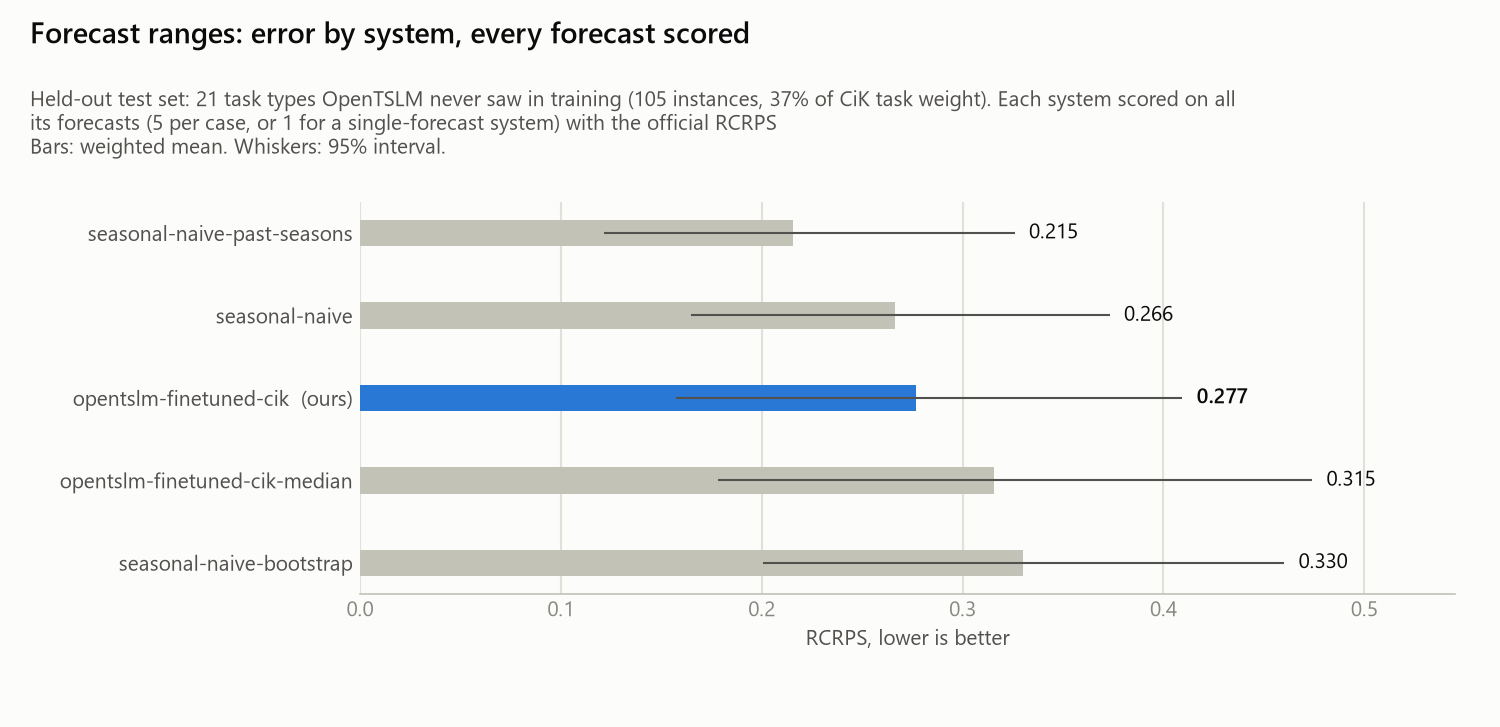 Forecast ranges: error by system, every forecast scored
Held-out test set: 21 task types OpenTSLM never saw in training (105 instances, 37% of CiK task weight). Each system scored on all
its forecasts (5 per case, or 1 for a single-forecast system) with the official RCRPS
Bars: weighted mean. Whiskers: 95% interval.
seasonal-naive-past-seasons 0.215
seasonal-naive 0.266
opentslm-finetuned-cik (ours) 0.277
opentslm-finetuned-cik-median 0.315
seasonal-naive-bootstrap 0.330
0.0 0.1 0.2 0.3 0.4 0.5
RCRPS, lower is better